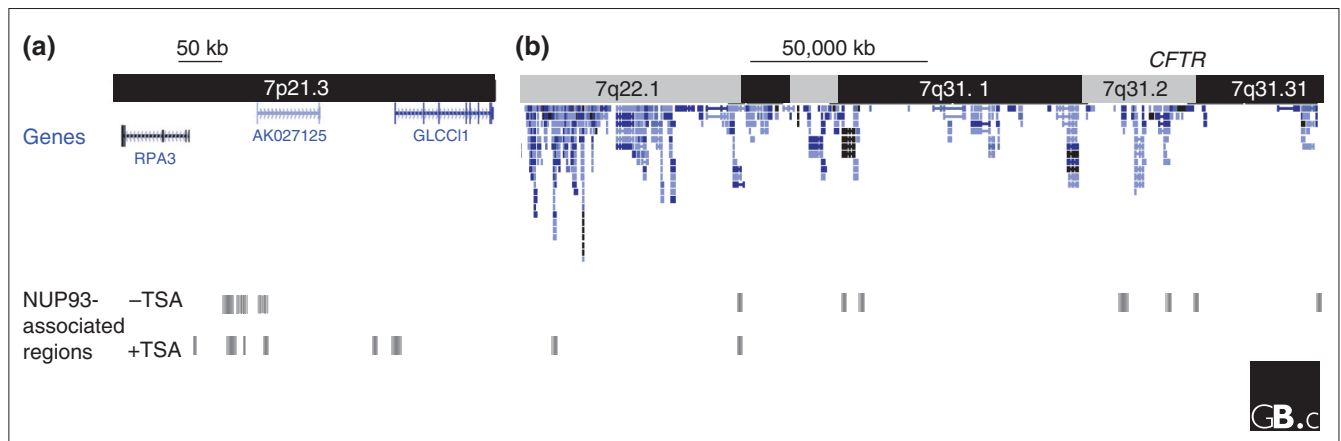 (a)
50 kb
7p21.3
Genes
RPA3
AK027125
GLCCI1
(b)
50,000 kb
CFTR
7q22.1
7q31. 1
7q31.2
7q31.31
NUP93-
associated
regions
–TSA
+TSA
GB.c